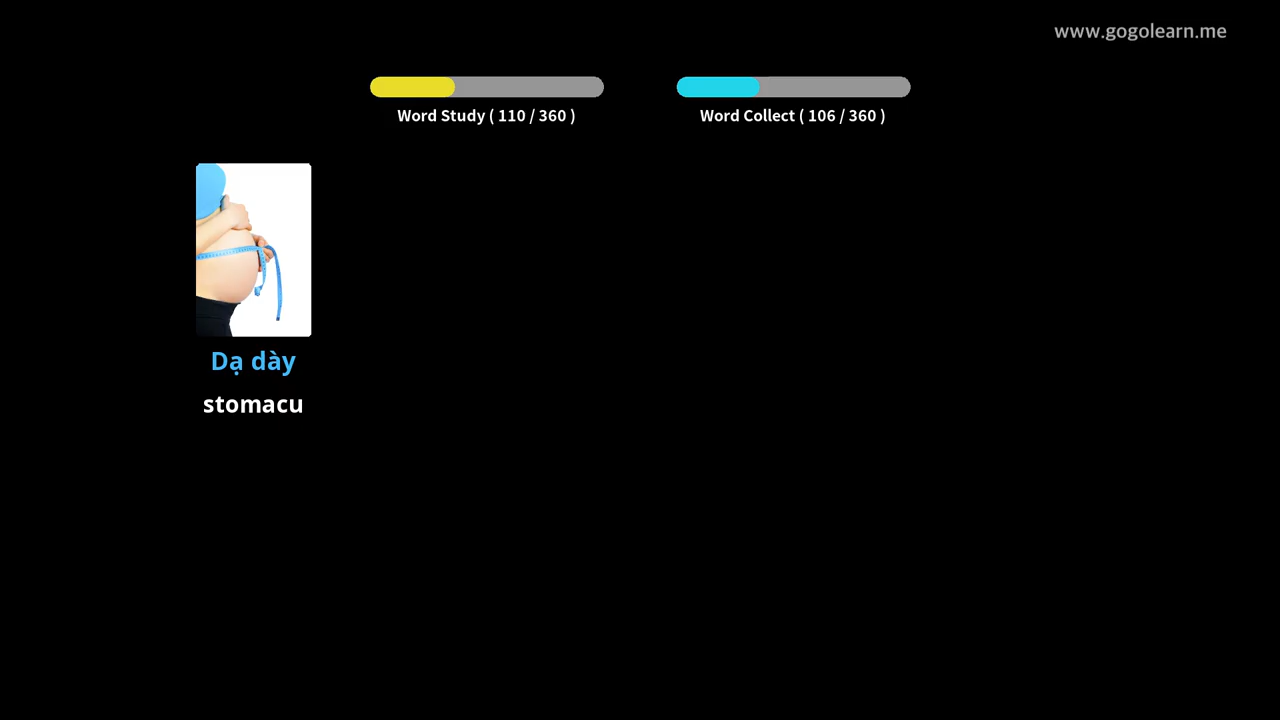 www.gogolearn.me
Word Study ( 110 / 360 )
Word Collect ( 106 / 360 )
Dạ dày
stomacu